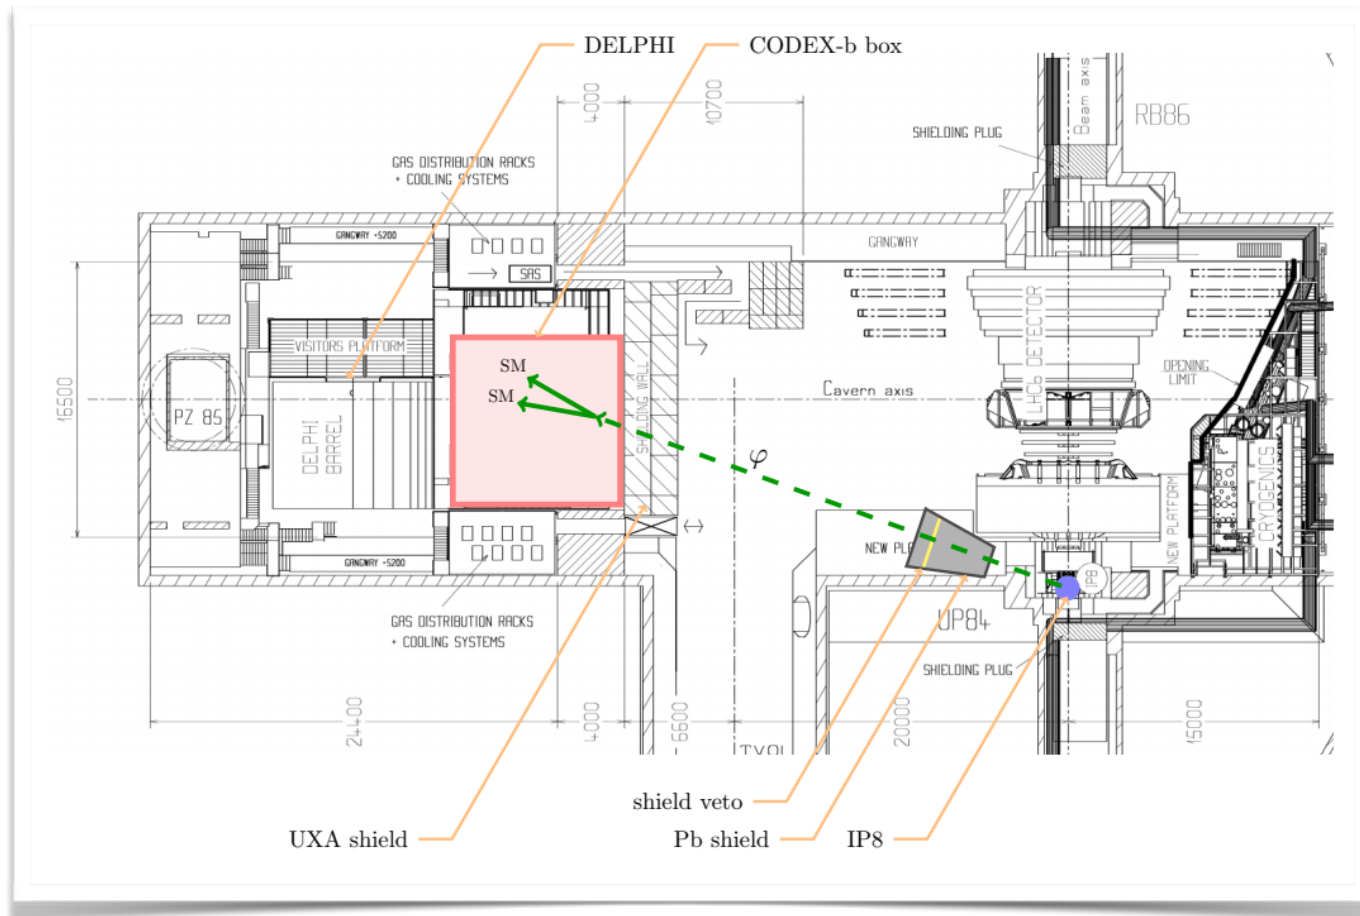 DELPHI
CODEX-b box
4000
10700
Beam axis
RB86
SHIELDING PLUG
GAS DISTRIBUTION RACKS
+ COOLING SYSTEMS
GANGWAY +5200
GANGWAY
SAS
LHCb DETECTOR
VISITORS PLATFORM
OPENING
LIMIT
SM
SM
SHIELDING WALL
Cavern axis
16500
PZ 85
DELPHI
BARREL
φ
CRYOGENICS
NEW PLATFORM
NEW
IP8
GANGWAY +5200
GAS DISTRIBUTION RACKS
+ COOLING SYSTEMS
UP84
SHIELDING PLUG
24400
4000
6600
20000
15000
shield veto
UXA shield
Pb shield
IP8